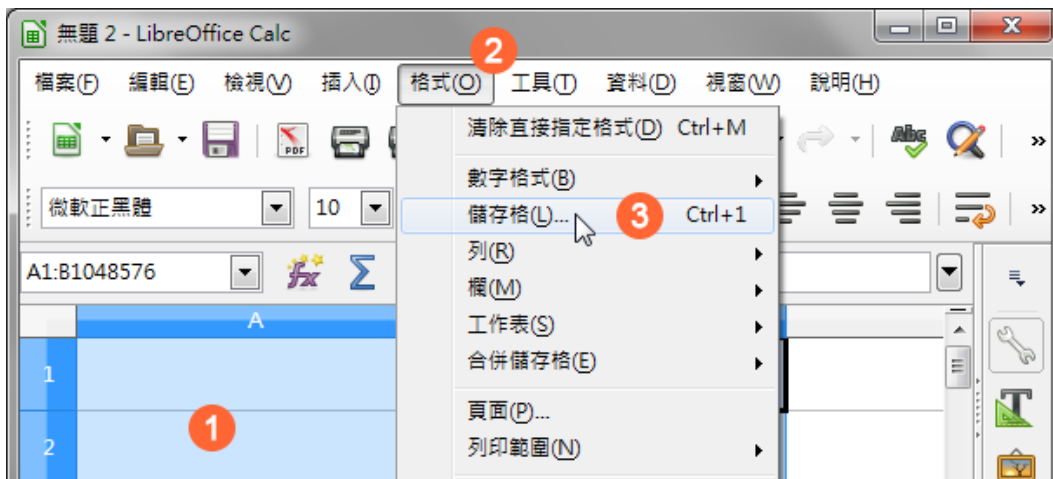 無題 2 - LibreOffice Calc
2
檔案(F) 編輯(E) 檢視(V) 插入(I) 格式(O) 工具(T) 資料(D) 視窗(W) 說明(H)
清除直接指定格式(D) Ctrl+M
PDF
Abc
»
數字格式(B)
微軟正黑體 10
儲存格(L)... 3 Ctrl+1
»
列(R)
A1:B1048576
欄(M)
A
工作表(S)
1
合併儲存格(E)
1
頁面(P)...
2
列印範圍(N)